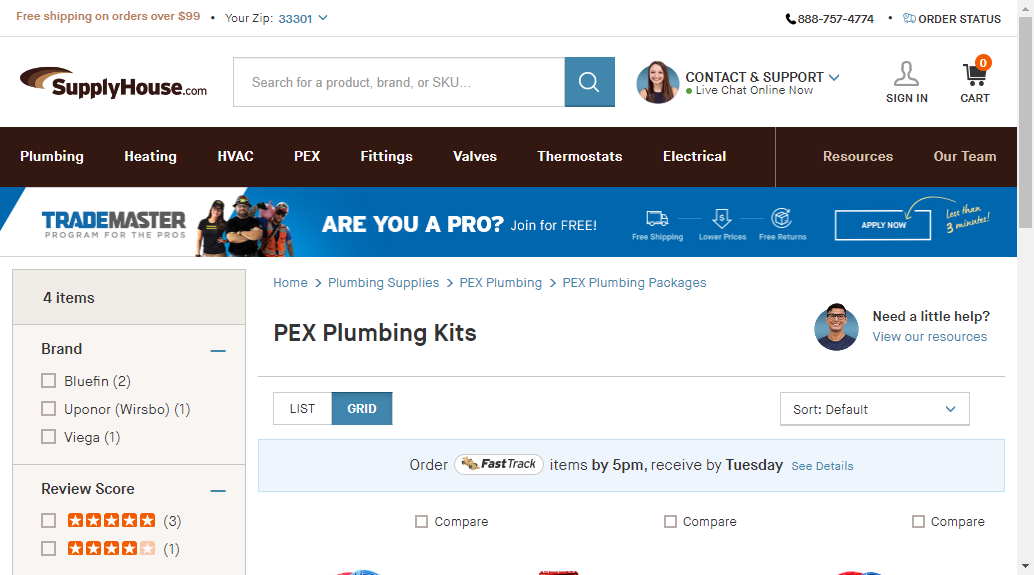 Free shipping on orders over $99 • Your Zip: 33301
888-757-4774 • ORDER STATUS
SupplyHouse.com
Search for a product, brand, or SKU...
CONTACT & SUPPORT
Live Chat Online Now
SIGN IN
0
CART
Plumbing Heating HVAC PEX Fittings Valves Thermostats Electrical Resources Our Team
TRADEMASTER
PROGRAM FOR THE PROS
ARE YOU A PRO? Join for FREE!
Free Shipping Lower Prices Free Returns
APPLY NOW
Less than
3 minutes!
4 items
Brand
Bluefin (2)
Uponor (Wirsbo) (1)
Viega (1)
Review Score
(3)
(1)
Home > Plumbing Supplies > PEX Plumbing > PEX Plumbing Packages
PEX Plumbing Kits
Need a little help?
View our resources
LIST GRID
Sort: Default
Order FastTrack items by 5pm, receive by Tuesday See Details
Compare Compare Compare